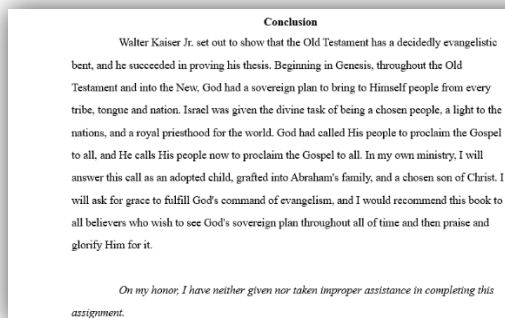 Conclusion
Walter Kaiser Jr. set out to show that the Old Testament has a decidedly evangelistic
bent, and he succeeded in proving his thesis. Beginning in Genesis, throughout the Old
Testament and into the New, God had a sovereign plan to bring to Himself people from every
tribe, tongue and nation. Israel was given the divine task of being a chosen people, a light to the
nations, and a royal priesthood for the world. God had called His people to proclaim the Gospel
to all, and He calls His people now to proclaim the Gospel to all. In my own ministry, I will
answer this call as an adopted child, grafted into Abraham's family, and a chosen son of Christ. I
will ask for grace to fulfill God's command of evangelism, and I would recommend this book to
all believers who wish to see God's sovereign plan throughout all of time and then praise and
glorify Him for it.
On my honor, I have neither given nor taken improper assistance in completing this
assignment.